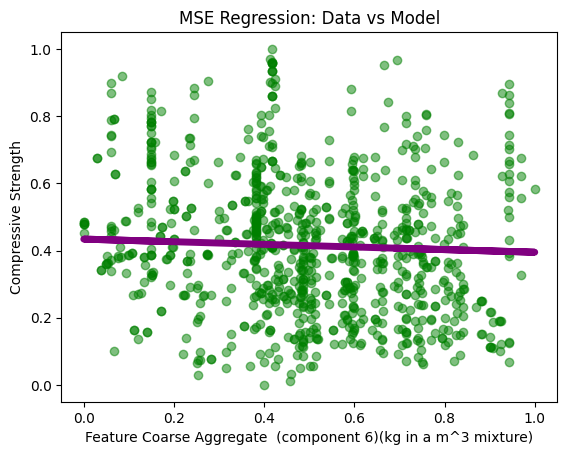 MSE Regression: Data vs Model
1.0
0.8
0.6
0.4
0.2
0.0
Compressive Strength
0.0 0.2 0.4 0.6 0.8 1.0
Feature Coarse Aggregate  (component 6)(kg in a m^3 mixture)